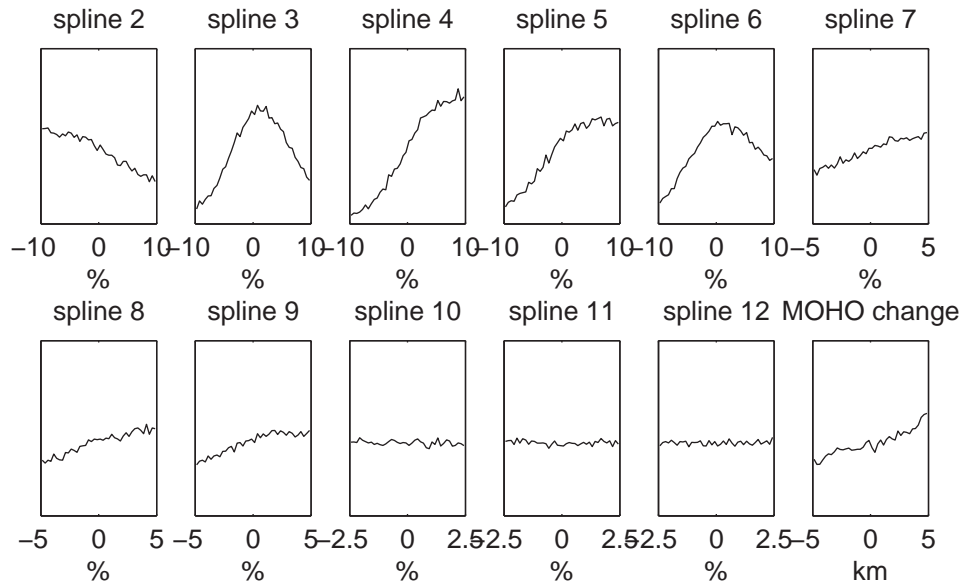 spline 2 spline 3 spline 4 spline 5 spline 6 spline 7
−10 0 10 −10 0 10 −10 0 10 −10 0 10 −10 0 10 −5 0 5
% % % % % %
spline 8 spline 9 spline 10 spline 11 spline 12 MOHO change
−5 0 5 −5 0 5 −2.5 0 2.5 −2.5 0 2.5 −2.5 0 2.5 −5 0 5
% % % % % km